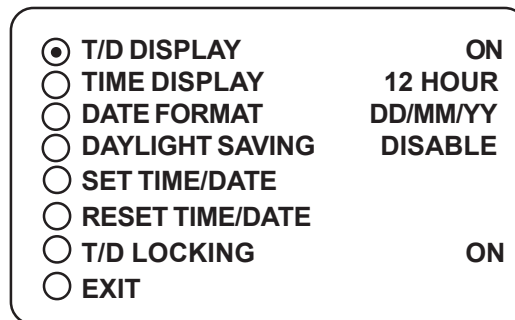 T/D DISPLAY ON
TIME DISPLAY 12 HOUR
DATE FORMAT DD/MM/YY
DAYLIGHT SAVING DISABLE
SET TIME/DATE
RESET TIME/DATE
T/D LOCKING ON
EXIT